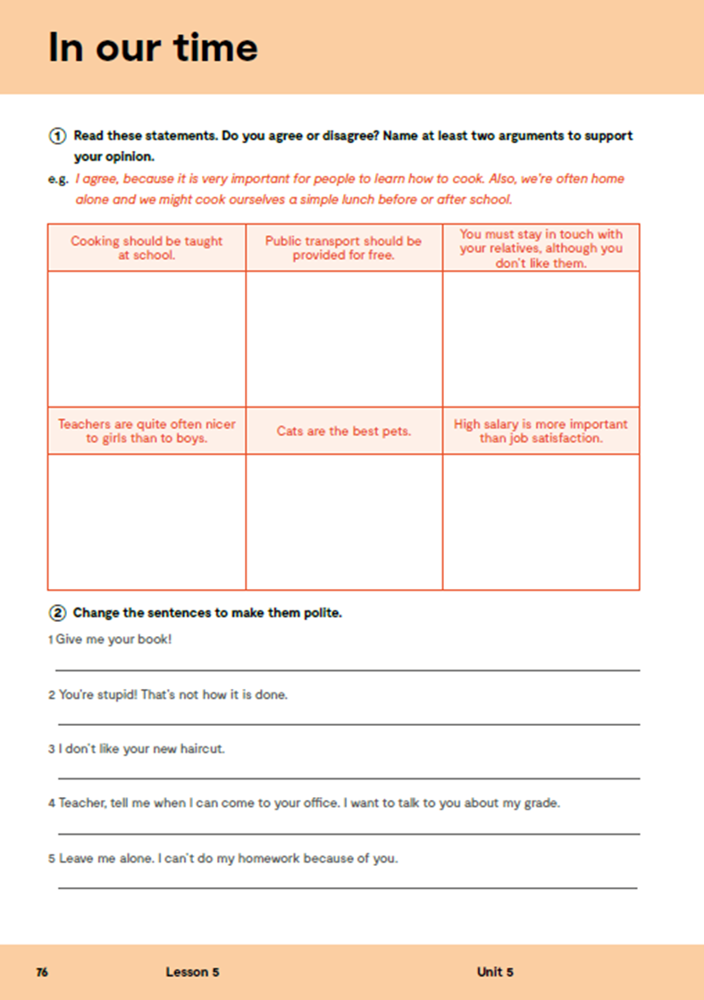 In our time
① Read these statements. Do you agree or disagree? Name at least two arguments to support
your opinion.
e.g. I agree, because it is very important for people to learn how to cook. Also, we're often home
alone and we might cook ourselves a simple lunch before or after school.
Cooking should be taught
at school.
Public transport should be
provided for free.
You must stay in touch with
your relatives, although you
don't like them.
Teachers are quite often nicer
to girls than to boys.
Cats are the best pets.
High salary is more important
than job satisfaction.
② Change the sentences to make them polite.
1 Give me your book!
2 You're stupid! That's not how it is done.
3 I don't like your new haircut.
4 Teacher, tell me when I can come to your office. I want to talk to you about my grade.
5 Leave me alone. I can't do my homework because of you.
76 Lesson 5 Unit 5